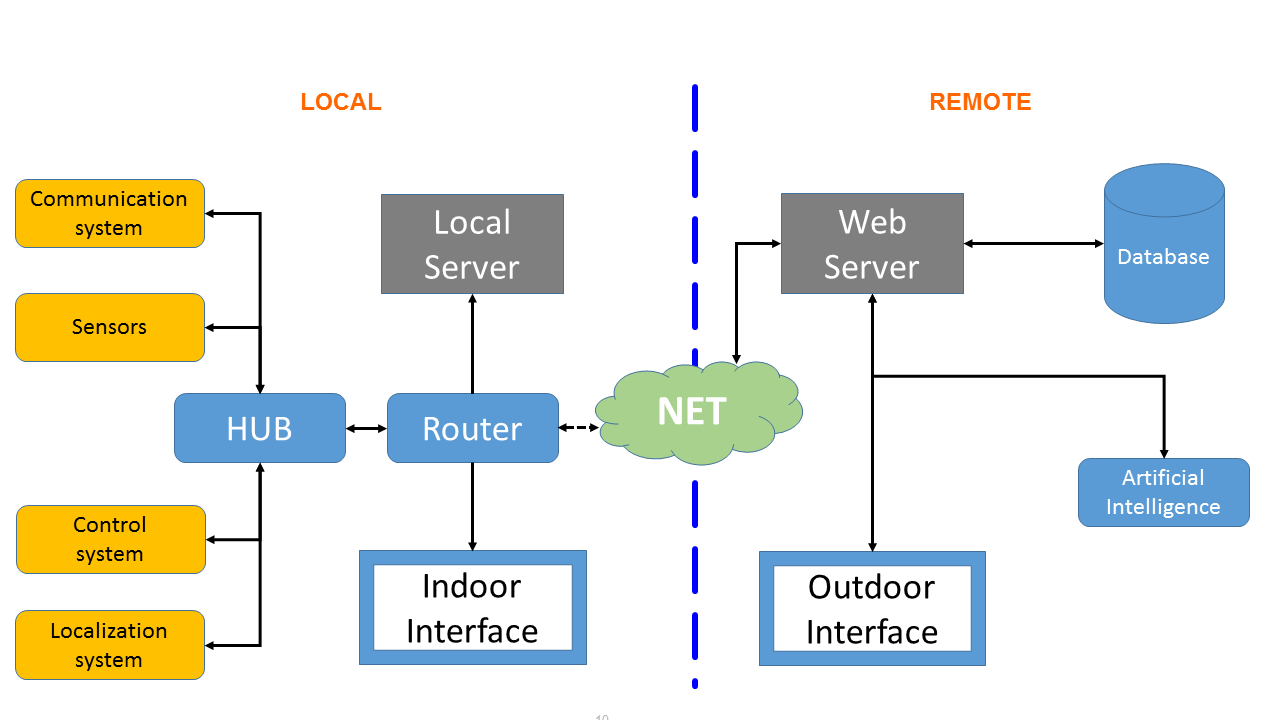 LOCAL
REMOTE
Communication
system
Local
Server
Web
Server
Database
Sensors
HUB
Router
NET
Artificial
Intelligence
Control
system
Indoor
Interface
Outdoor
Interface
Localization
system